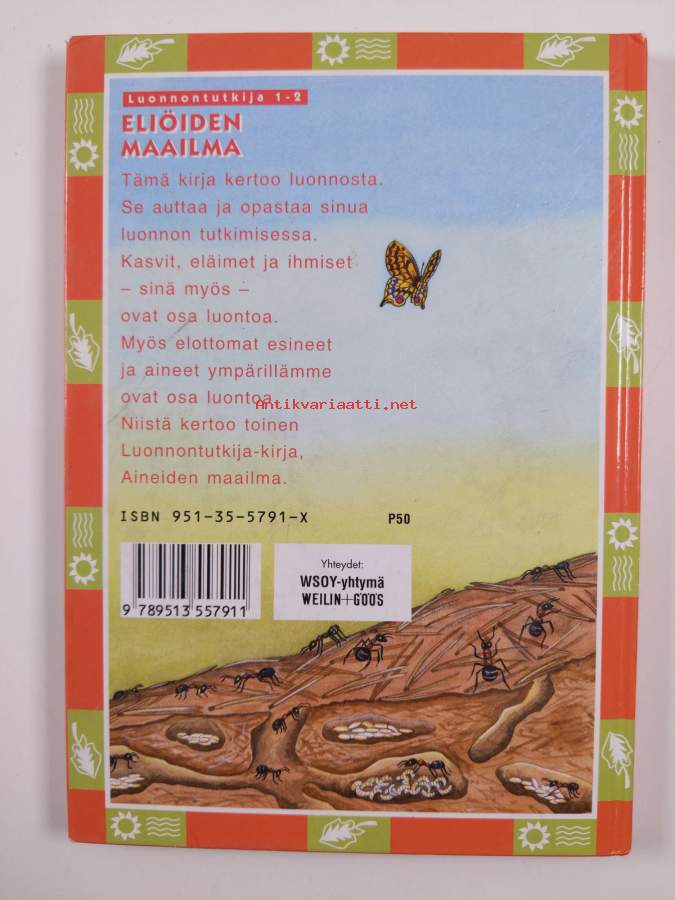 Luonnontutkija 1-2
ELIÖIDEN
MAAILMA
Tämä kirja kertoo luonnosta.
Se auttaa ja opastaa sinua
luonnon tutkimisessa.
Kasvit, eläimet ja ihmiset
– sinä myös –
ovat osa luontoa.
Myös elottomat esineet
ja aineet ympärillämme
ovat osa luontoa.
Antikvariaatti.net
Niistä kertoo toinen
Luonnontutkija-kirja,
Aineiden maailma.
ISBN 951-35-5791-X
P50
9 789513 557911
Yhteydet:
WSOY-yhtymä
WEILIN+GÖÖS